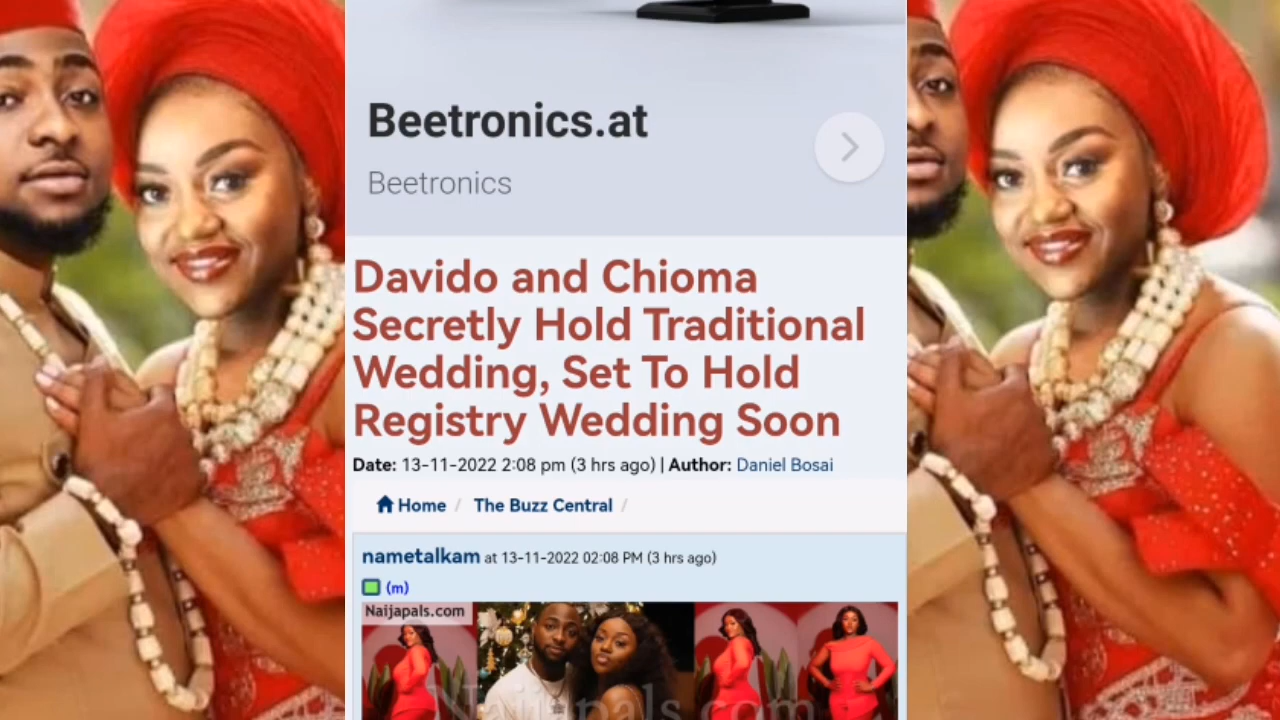 Beetronics.at
Beetronics
Davido and Chioma
Secretly Hold Traditional
Wedding, Set To Hold
Registry Wedding Soon
Date: 13-11-2022 2:08 pm (3 hrs ago) | Author: Daniel Bosai
Home / The Buzz Central /
nametalkam at 13-11-2022 02:08 PM (3 hrs ago)
(m)
Naijapals.com
Naijapals.com